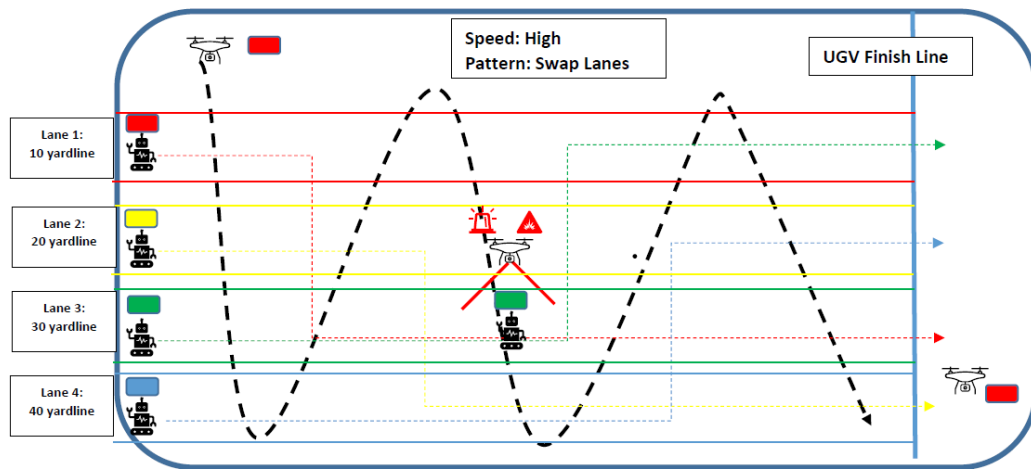 Speed: High
Pattern: Swap Lanes
UGV Finish Line
Lane 1:
10 yardline
Lane 2:
20 yardline
Lane 3:
30 yardline
Lane 4:
40 yardline